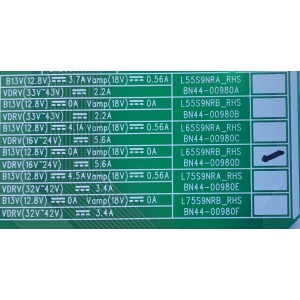 B13V(12.8V) 3.7A Vamp(18V) 0.56A L55S9NRA_RHS
VDRV(33V~43V) 2.2A BN44-00980A
B13V(12.8V) 0A Vamp(18V) 0A L55S9NRB_RHS
VDRV(33V~43V) 2.2A BN44-00980B
B13V(12.8V) 4.1A Vamp(18V) 0.56A L65S9NRA_RHS
VDRV(16V~24V) 5.6A BN44-00980C
B13V(12.8V) 0A Vamp(18V) 0A L65S9NRB_RHS
VDRV(16V~24V) 5.6A BN44-00980D
B13V(12.8V) 4.5A Vamp(18V) 0.56A L75S9NRA_RHS
VDRV(32V~42V) 3.4A BN44-00980E
B13V(12.8V) 0A Vamp(18V) 0A L75S9NRB_RHS
VDRV(32V~42V) 3.4A BN44-00980F